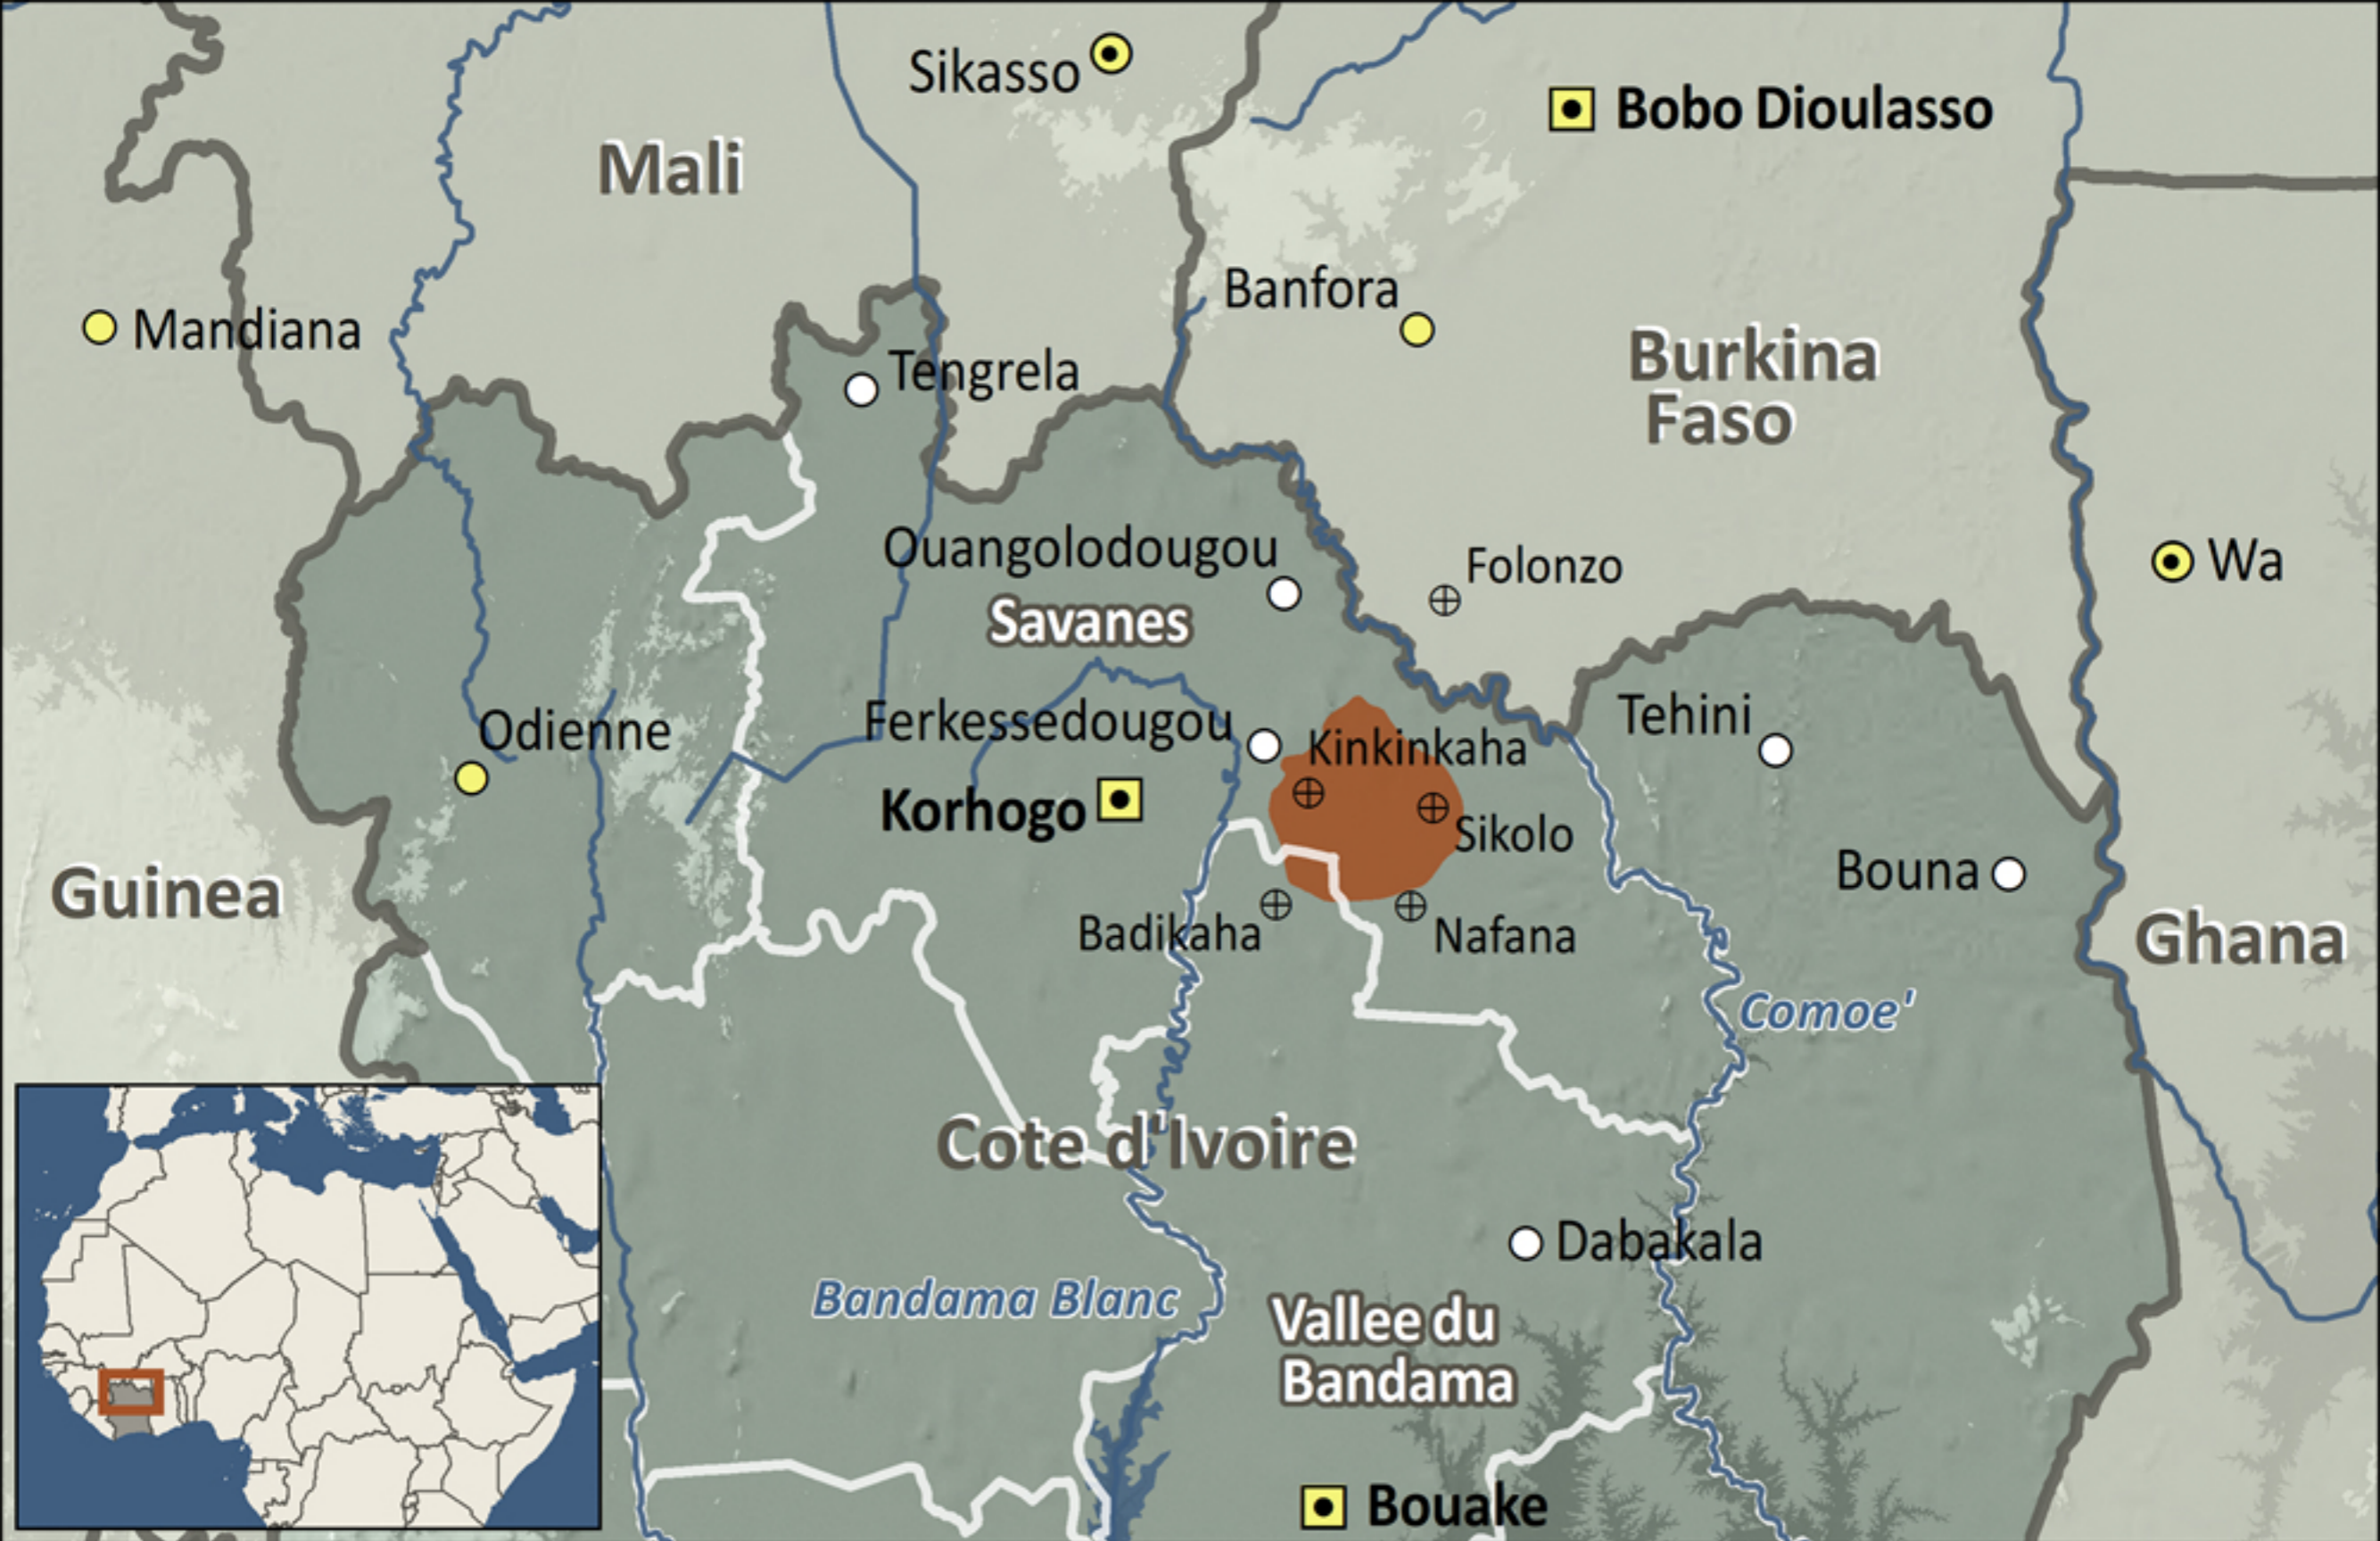 Sikasso
Bobo Dioulasso
Mali
Banfora
Mandiana
Burkina
Faso
Tengrela
Ouangolodougou
Folonzo
Wa
Savanes
Odienne
Ferkessedougou
Kinkinkaha
Tehini
Korhogo
Sikolo
Guinea
Bouna
Badikaha
Nafana
Ghana
Comoe'
Cote d'Ivoire
Dabakala
Bandama Blanc
Vallee du
Bandama
Bouake